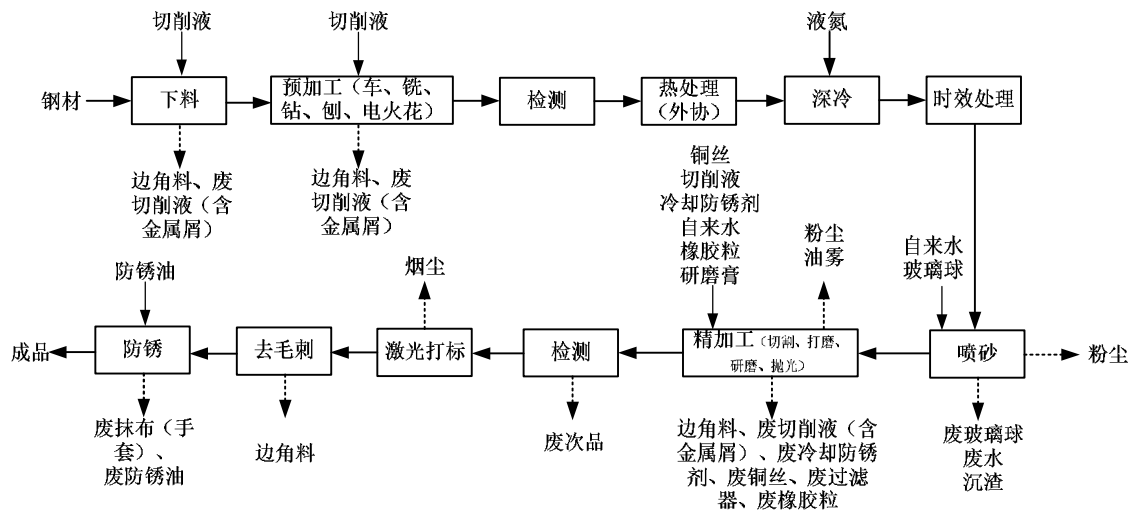 切削液
切削液
液氮
钢材
下料
预加工（车、铣、
钻、刨、电火花）
检测
热处理
（外协）
深冷
时效处理
边角料、废
切削液（含
金属屑）
边角料、废
切削液（含
金属屑）
铜丝
切削液
冷却防锈剂
自来水
橡胶粒
研磨膏
粉尘
油雾
自来水
玻璃球
防锈油
烟尘
成品
防锈
去毛刺
激光打标
检测
精加工（切割、打磨、
研磨、抛光）
喷砂
粉尘
废抹布（手
套）、
废防锈油
边角料
废次品
边角料、废切削液（含
金属屑）、废冷却防锈
剂、废铜丝、废过滤
器、废橡胶粒
废玻璃球
废水
沉渣